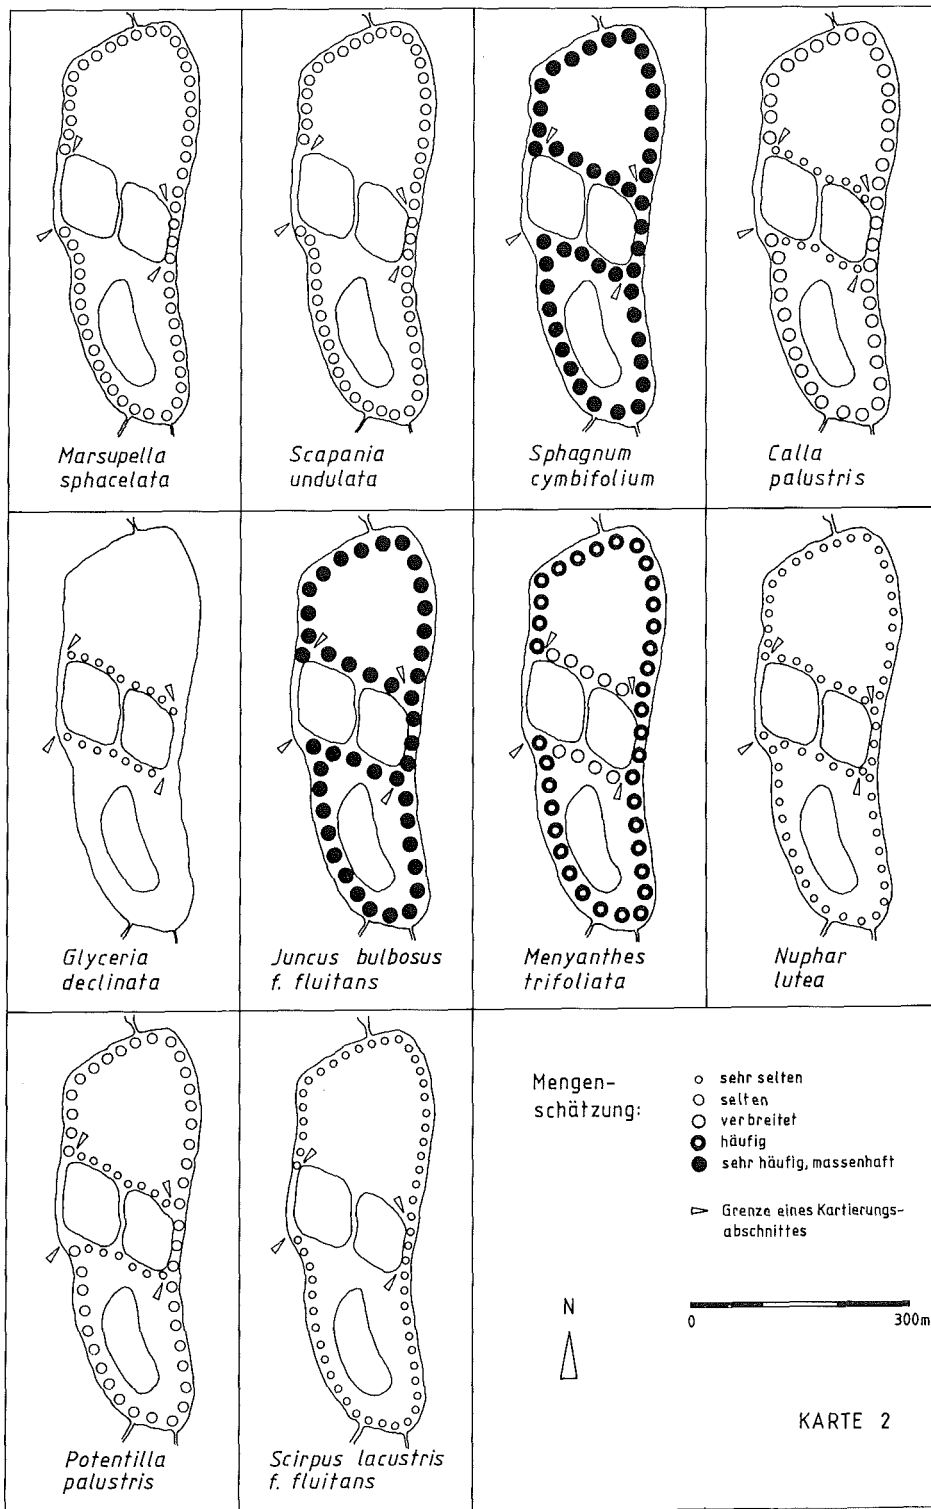 Marsupella
sphacelata
Scapania
undulata
Sphagnum
cymbifolium
Calla
palustris
Glyceria
declinata
Juncus bulbosus
f. fluitans
Menyanthes
trifoliata
Nuphar
lutea
Potentilla
palustris
Scirpus lacustris
f. fluitans
Mengen-
schätzung:
sehr selten
selten
verbreitet
häufig
sehr häufig, massenhaft
Grenze eines Kartierungs-
abschnittes
N
0 300m
KARTE 2